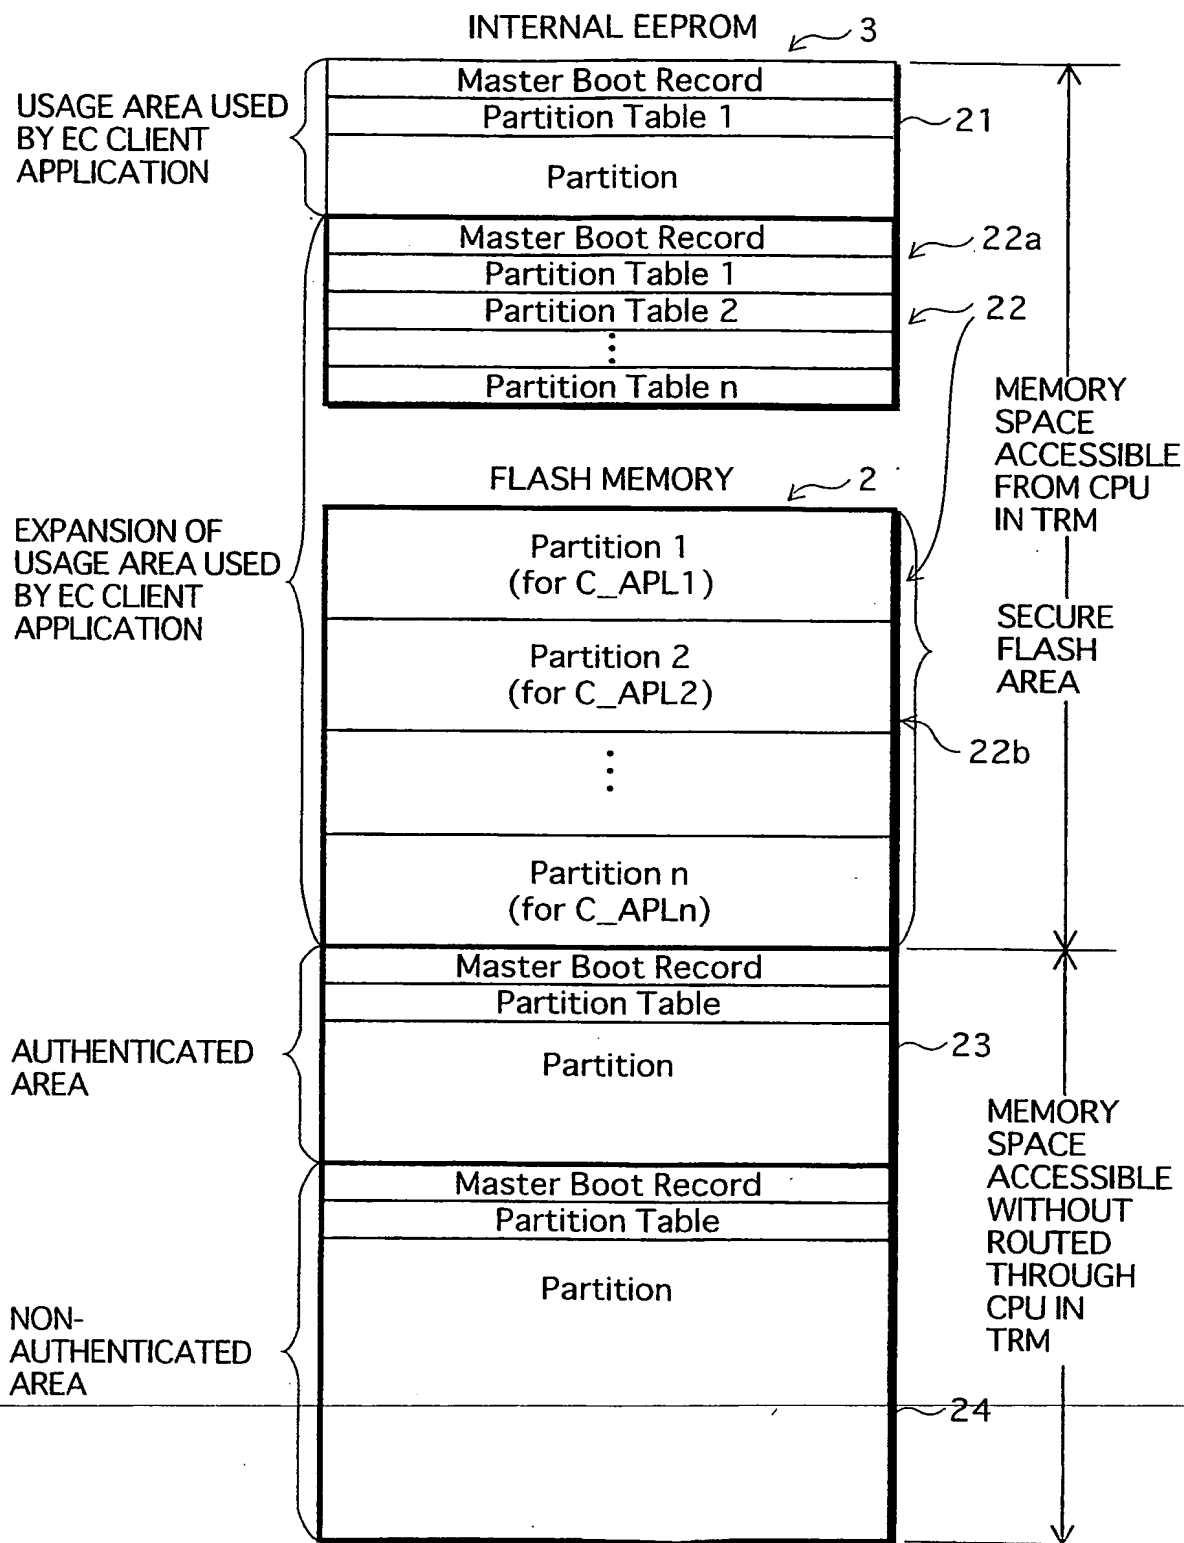 INTERNAL EEPROM
3
USAGE AREA USED
BY EC CLIENT
APPLICATION
Master Boot Record
Partition Table 1
Partition
21
Master Boot Record
Partition Table 1
Partition Table 2
⋮
Partition Table n
22a
22
MEMORY
SPACE
ACCESSIBLE
FROM CPU
IN TRM
FLASH MEMORY
2
EXPANSION OF
USAGE AREA USED
BY EC CLIENT
APPLICATION
Partition 1
(for C_APL1)
Partition 2
(for C_APL2)
⋮
Partition n
(for C_APLn)
SECURE
FLASH
AREA
22b
AUTHENTICATED
AREA
Master Boot Record
Partition Table
Partition
23
MEMORY
SPACE
ACCESSIBLE
WITHOUT
ROUTED
THROUGH
CPU IN
TRM
NON-
AUTHENTICATED
AREA
Master Boot Record
Partition Table
Partition
24